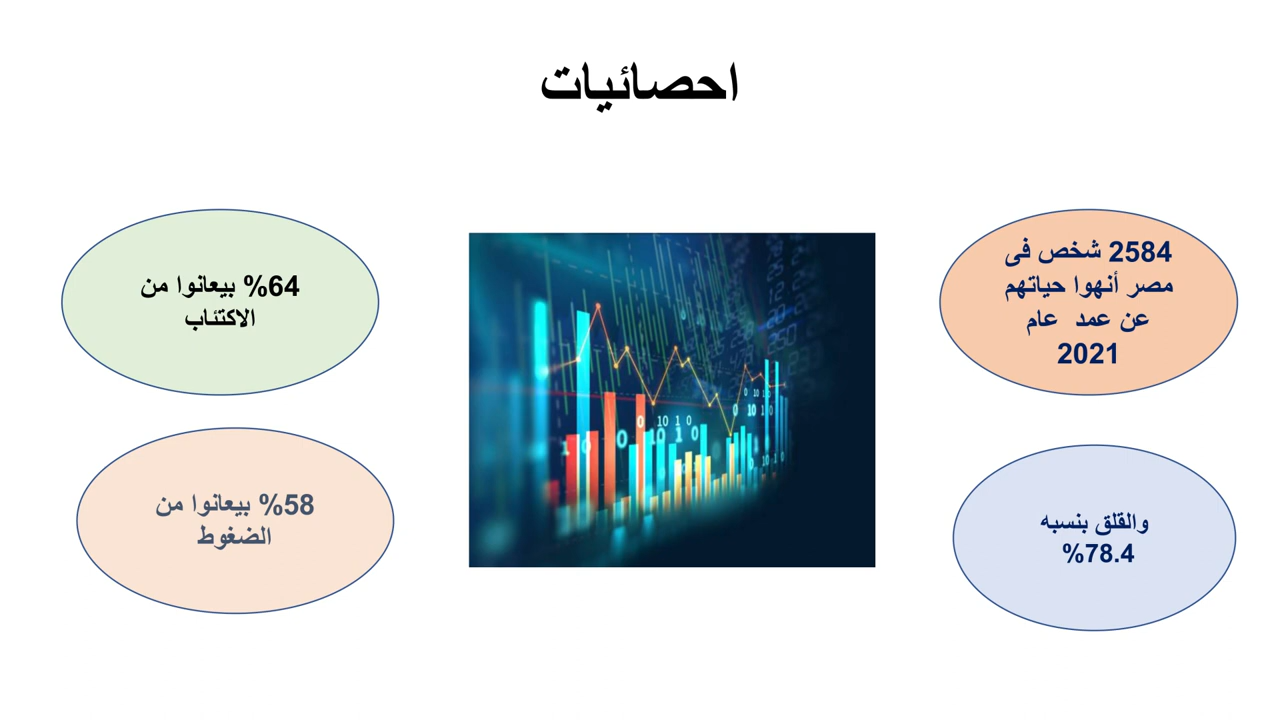 احصائيات
2584 شخص فى
مصر أنهوا حياتهم
عن عمد عام
2021
%64 بيعانوا من
الاكتئاب
والقلق بنسبه
%78.4
%58 بيعانوا من
الضغوط